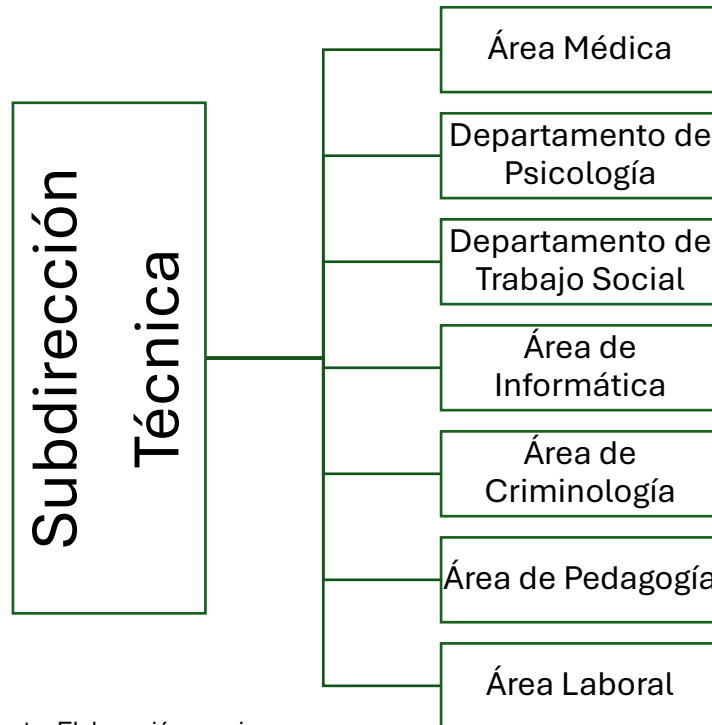 Subdirección
Técnica
Área Médica
Departamento de
Psicología
Departamento de
Trabajo Social
Área de
Informática
Área de
Criminología
Área de Pedagogía
Área Laboral